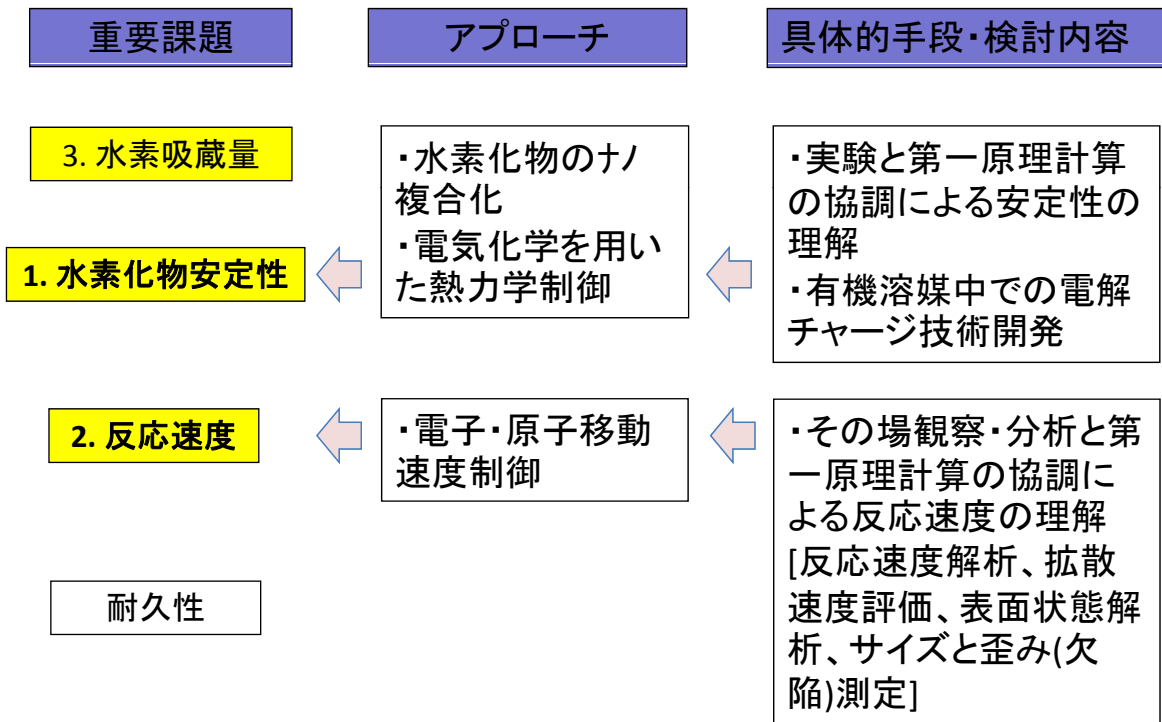 重要課題
アプローチ
具体的手段・検討内容
3. 水素吸蔵量
1. 水素化物安定性
・水素化物のナノ
複合化
・電気化学を用い
た熱力学制御
・実験と第一原理計算
の協調による安定性の
理解
・有機溶媒中での電解
チャージ技術開発
2. 反応速度
・電子・原子移動
速度制御
・その場観察・分析と第
一原理計算の協調に
よる反応速度の理解
[反応速度解析、拡散
速度評価、表面状態解
析、サイズと歪み(欠
陥)測定]
耐久性